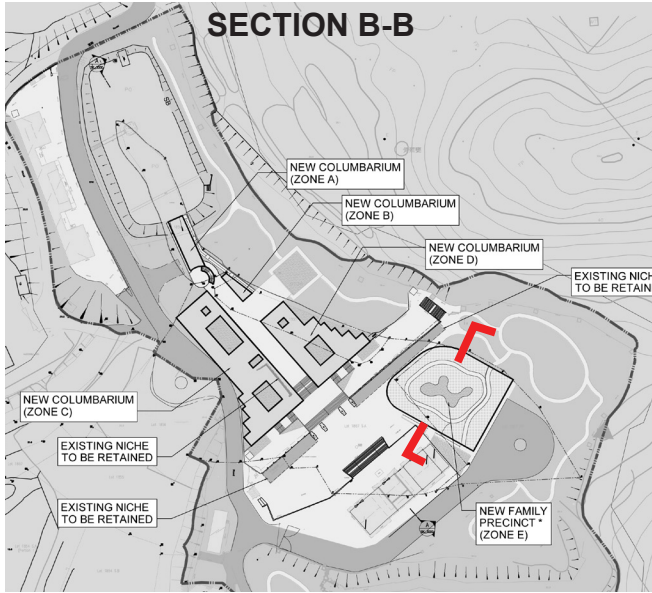 SECTION B-B
NEW COLUMBARIUM
(ZONE A)
NEW COLUMBARIUM
(ZONE B)
NEW COLUMBARIUM
(ZONE D)
EXISTING NICH
TO BE RETAIN
NEW COLUMBARIUM
(ZONE C)
EXISTING NICHE
TO BE RETAINED
EXISTING NICHE
TO BE RETAINED
NEW FAMILY
PRECINCT *
(ZONE E)